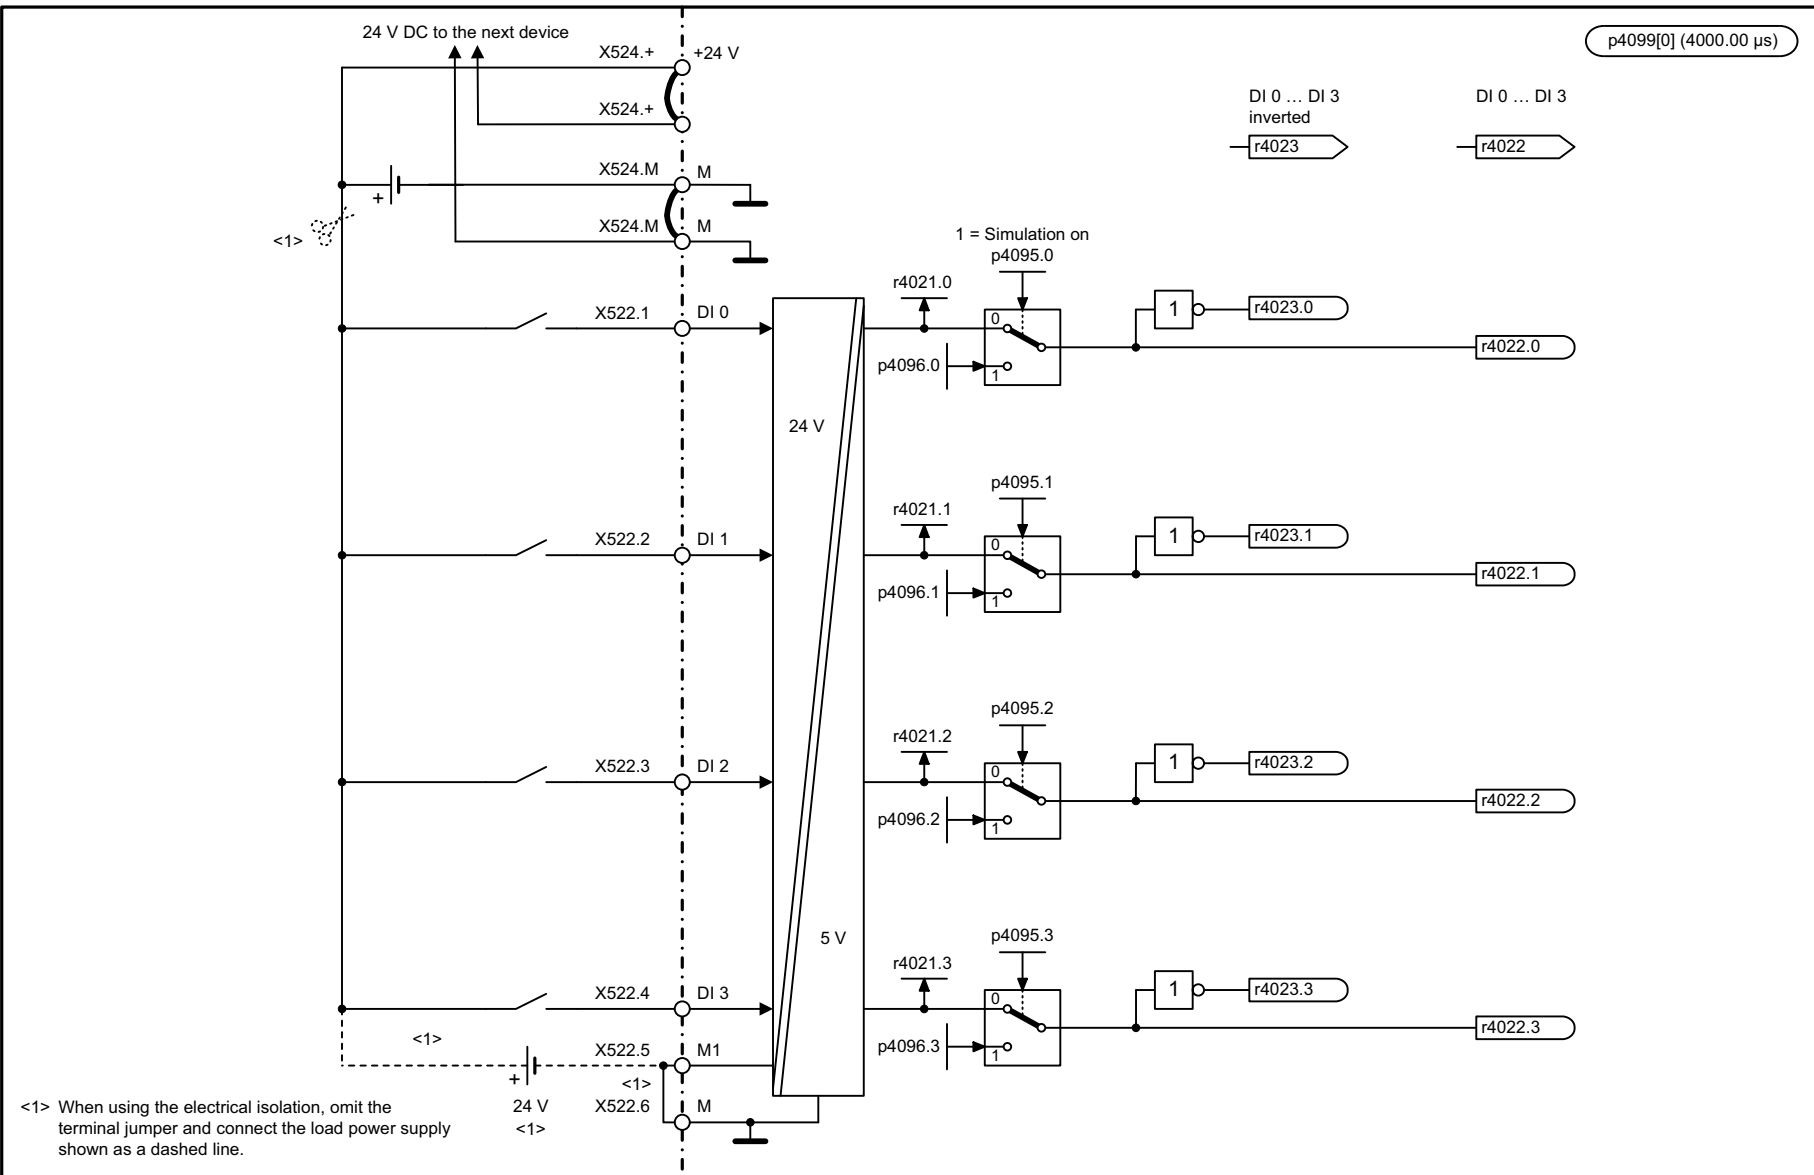 24 V DC to the next device
X524.+
+24 V
p4099[0] (4000.00 µs)
X524.+
DI 0 … DI 3
inverted
r4023
DI 0 … DI 3
r4022
X524.M
M
+
<1>
X524.M
M
1 = Simulation on
p4095.0
r4021.0
X522.1
DI 0
0
1
r4023.0
r4022.0
p4096.0
1
24 V
p4095.1
r4021.1
X522.2
DI 1
0
1
r4023.1
r4022.1
p4096.1
1
p4095.2
r4021.2
X522.3
DI 2
0
1
r4023.2
r4022.2
p4096.2
1
5 V
p4095.3
r4021.3
X522.4
DI 3
0
1
r4023.3
r4022.3
p4096.3
1
<1>
X522.5
M1
+
<1>
24 V
<1>
X522.6
M
<1> When using the electrical isolation, omit the
terminal jumper and connect the load power supply
shown as a dashed line.